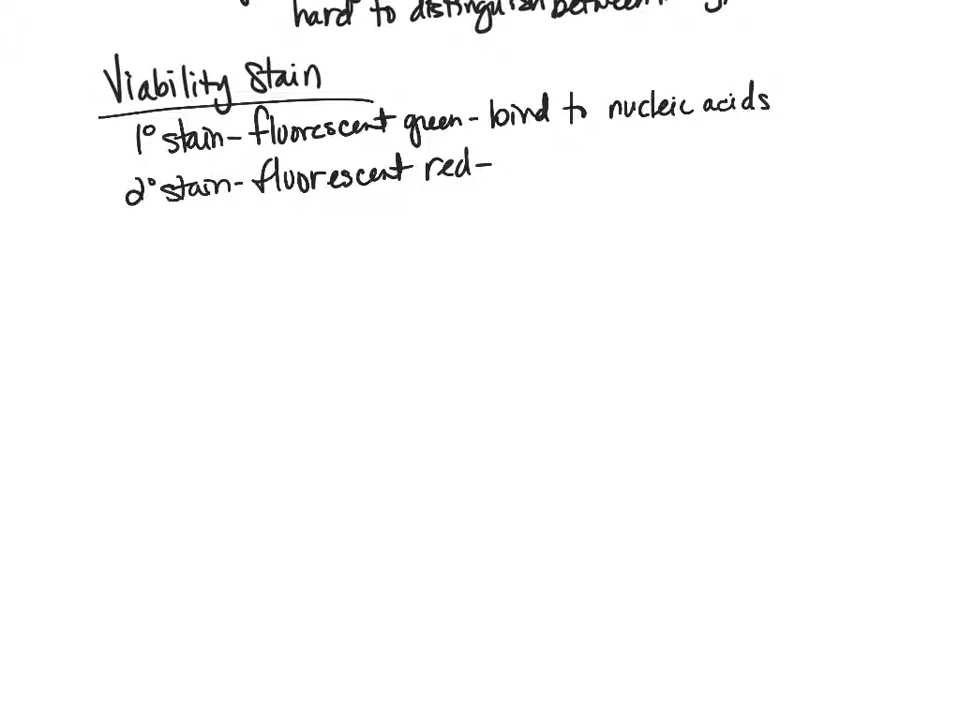 hard to distinguish between
Viability Stain
1° stain - fluorescent green - bind to nucleic acids
2° stain - fluorescent red -